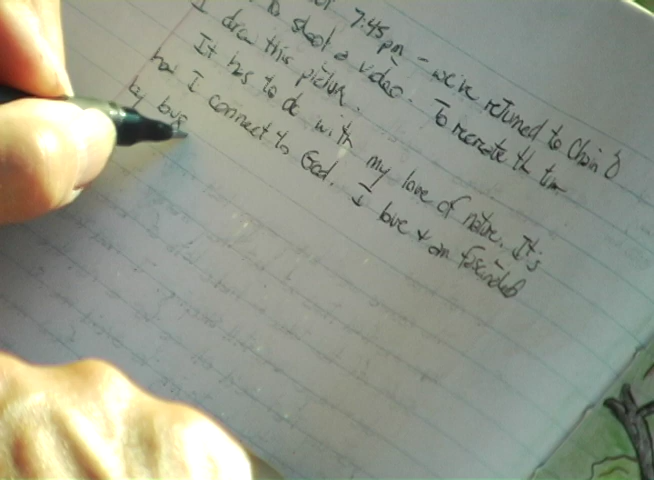 7:45 pm - we've returned to Chain O
to shoot a video. To recreate the time
I drew this picture.
It has to do with my love of nature. It's
how I connect to God. I love & am fascinated
by bugs